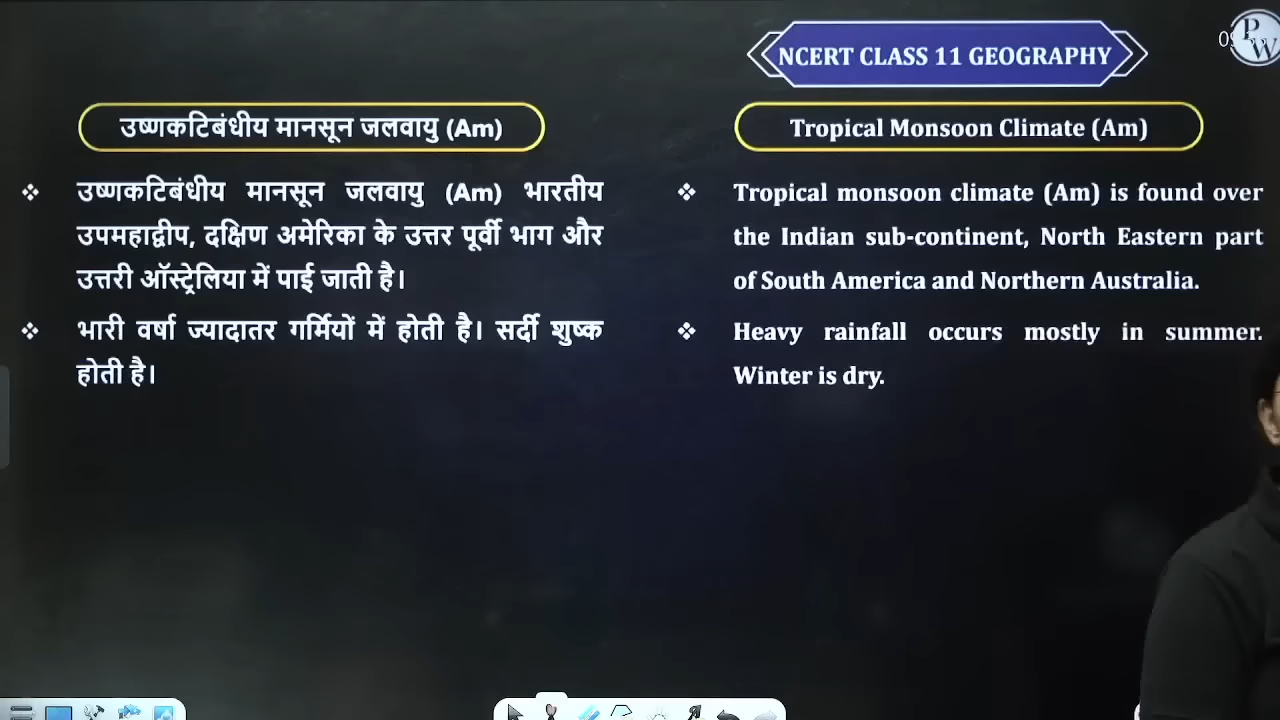 NCERT CLASS 11 GEOGRAPHY
PW
उष्णकटिबंधीय मानसून जलवायु (Am)
उष्णकटिबंधीय मानसून जलवायु (Am) भारतीय
उपमहाद्वीप, दक्षिण अमेरिका के उत्तर पूर्वी भाग और
उत्तरी ऑस्ट्रेलिया में पाई जाती है।
भारी वर्षा ज्यादातर गर्मियों में होती है। सर्दी शुष्क
होती है।
Tropical Monsoon Climate (Am)
Tropical monsoon climate (Am) is found over
the Indian sub-continent, North Eastern part
of South America and Northern Australia.
Heavy rainfall occurs mostly in summer.
Winter is dry.